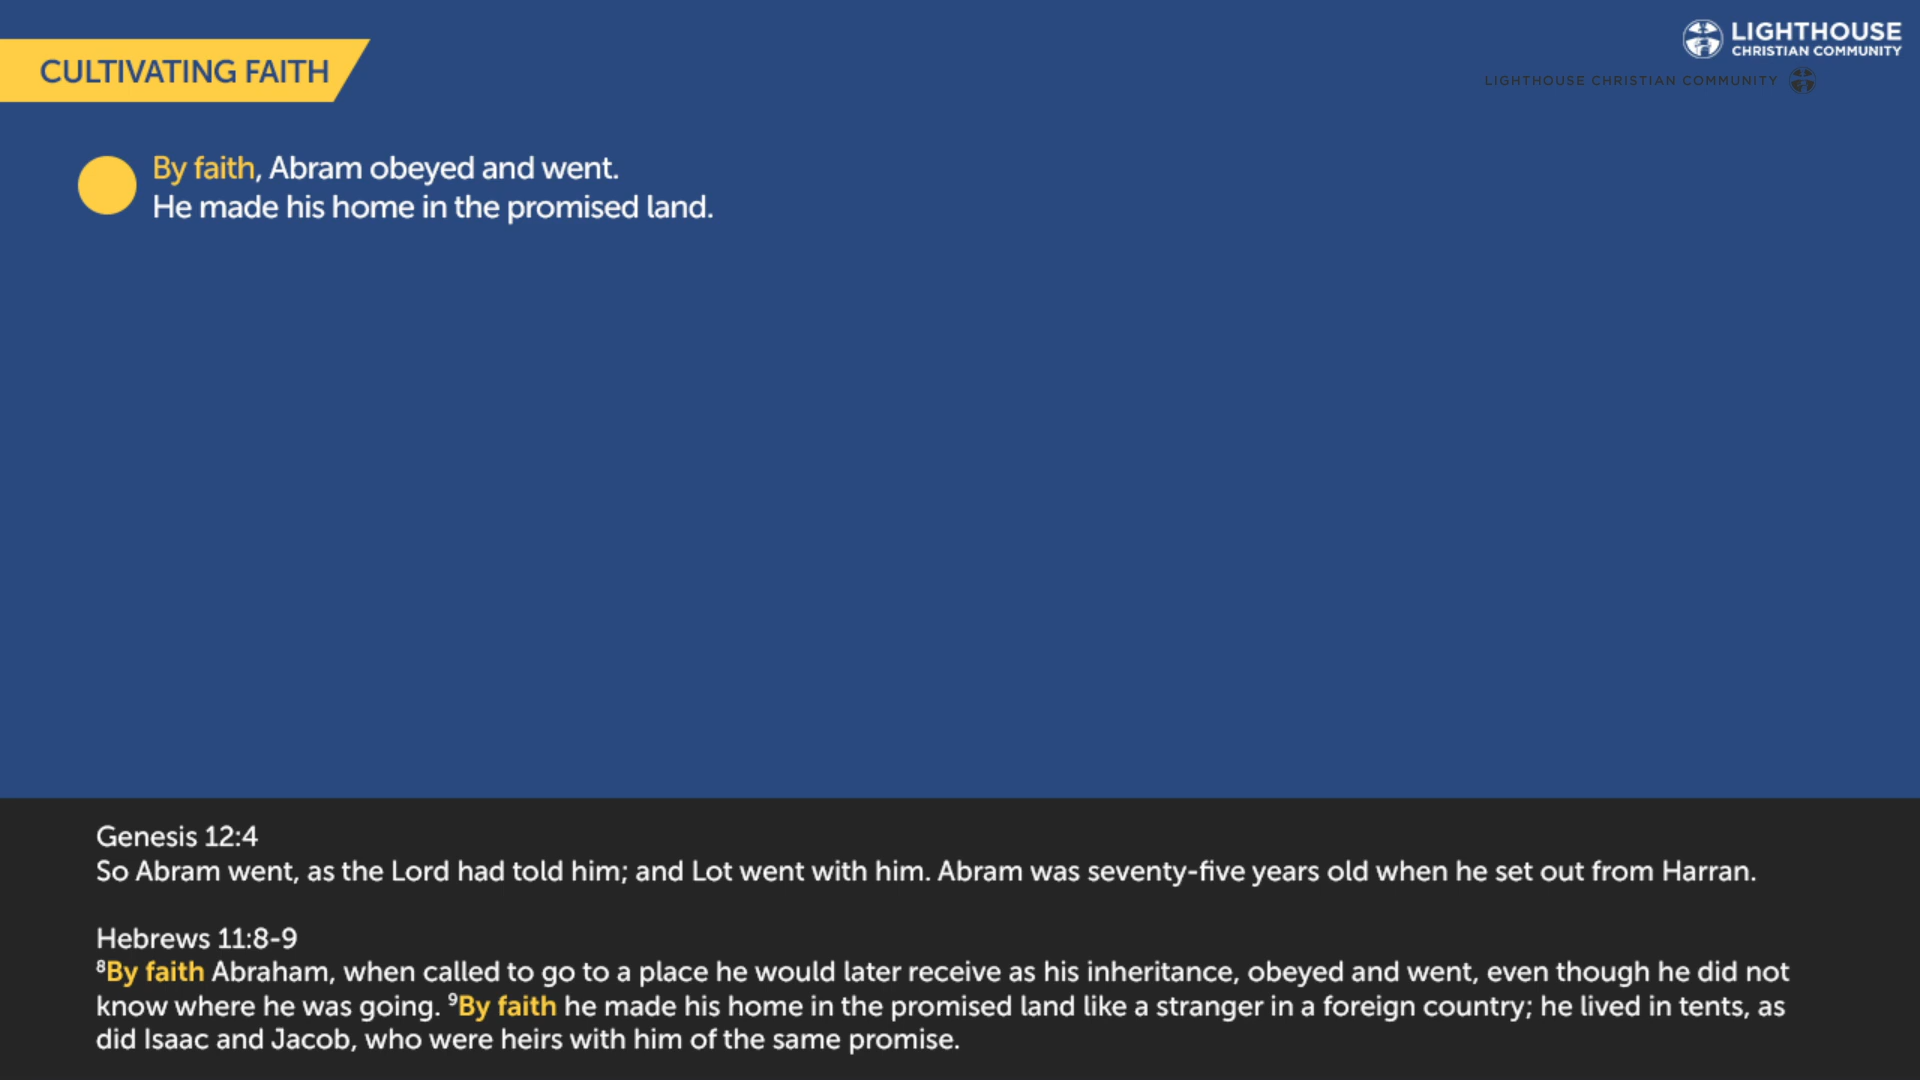 CULTIVATING FAITH
LIGHTHOUSE
CHRISTIAN COMMUNITY
LIGHTHOUSE CHRISTIAN COMMUNITY
By faith, Abram obeyed and went.
He made his home in the promised land.
Genesis 12:4
So Abram went, as the Lord had told him; and Lot went with him. Abram was seventy-five years old when he set out from Harran.
Hebrews 11:8-9
⁸By faith Abraham, when called to go to a place he would later receive as his inheritance, obeyed and went, even though he did not
know where he was going. ⁹By faith he made his home in the promised land like a stranger in a foreign country; he lived in tents, as
did Isaac and Jacob, who were heirs with him of the same promise.